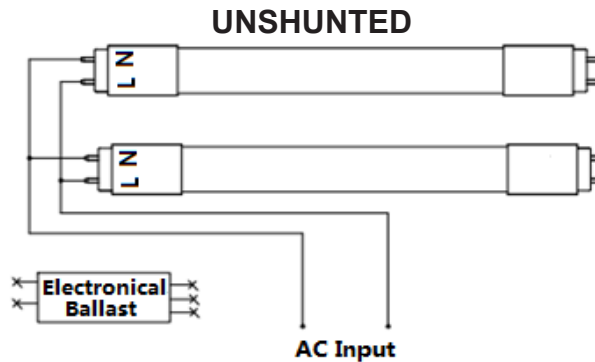 UNSHUNTED
L N
L N
Electronical
Ballast
AC Input